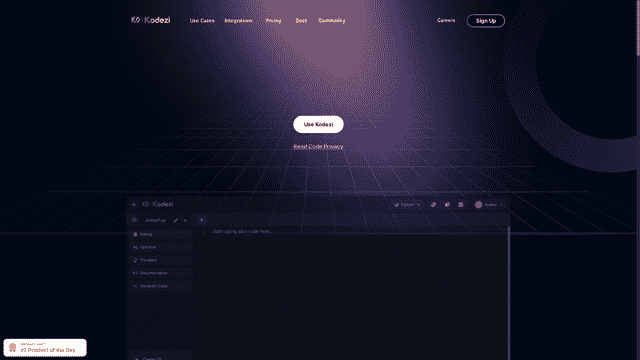 Kodezi
Use Cases
Integrations
Pricing
Docs
Community
Careers
Sign Up
Use Kodezi
Read Code Privacy
Kodezi
Python
Start typing your code here...
Debug
Optimize
Translate
Documentation
Generate Code
#1 Product of the Day